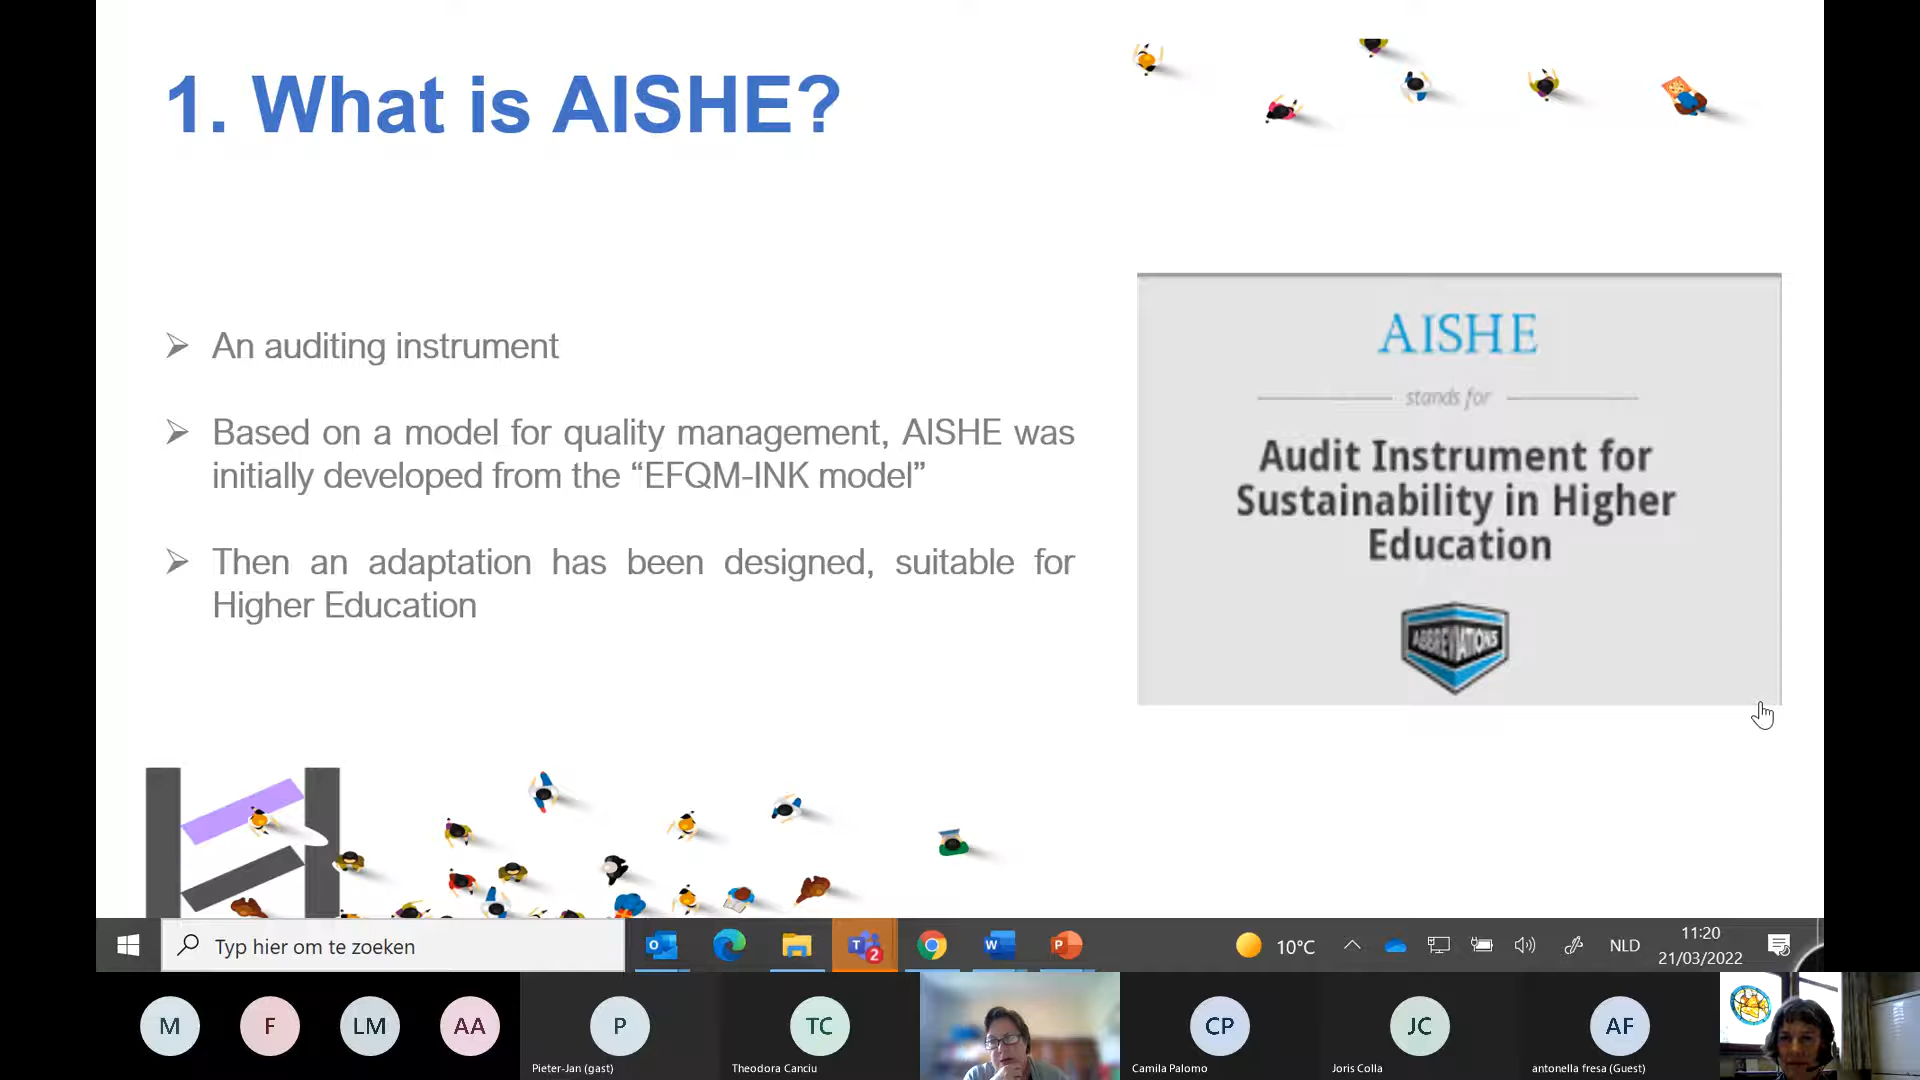 1. What is AISHE?
An auditing instrument
Based on a model for quality management, AISHE was
initially developed from the “EFQM-INK model”
Then an adaptation has been designed, suitable for
Higher Education
AISHE
stands for
Audit Instrument for
Sustainability in Higher
Education
ABBREVIATIONS
Typ hier om te zoeken
2
10°C
NLD
11:20
21/03/2022
M
F
LM
AA
P
TC
CP
JC
AF
Pieter-Jan (gast)
Theodora Canciu
Camila Palomo
Joris Colla
antonella fresa (Guest)